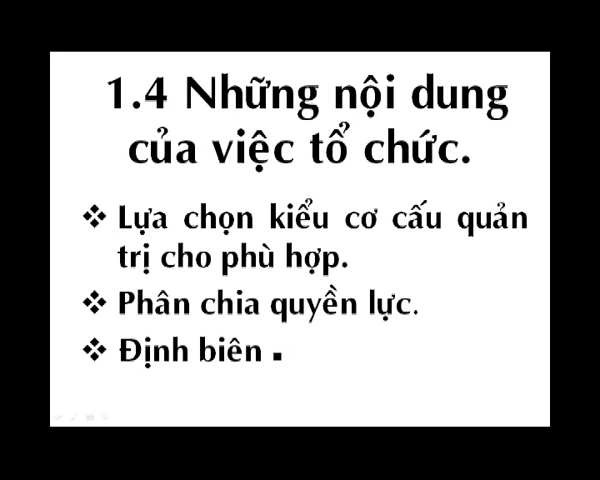 1.4 Những nội dung
của việc tổ chức.
❖ Lựa chọn kiểu cơ cấu quản
trị cho phù hợp.
❖ Phân chia quyền lực.
❖ Định biên .